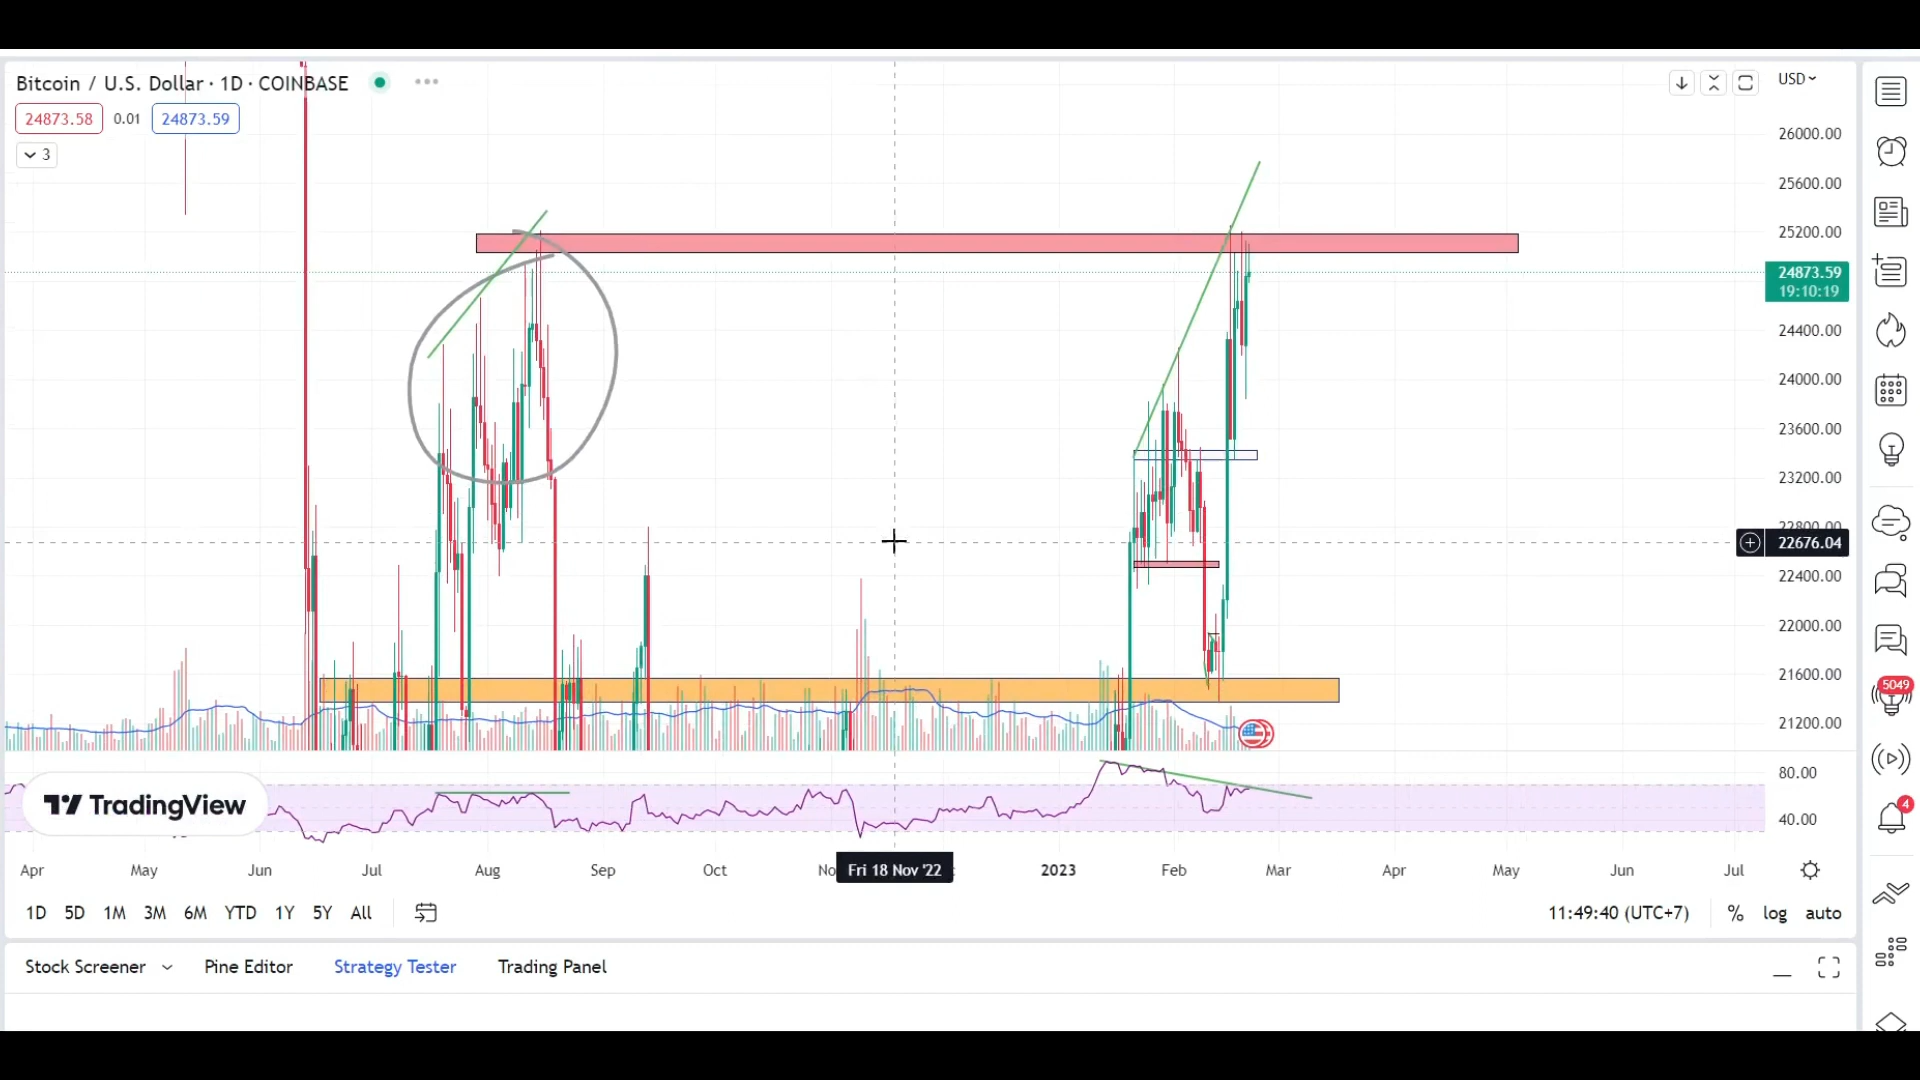 Bitcoin / U.S. Dollar · 1D · COINBASE
USD
24873.58 0.01 24873.59
3
26000.00
25600.00
25200.00
24873.59
19:10:19
24400.00
24000.00
23600.00
23200.00
22800.00
22676.04
22400.00
22000.00
21600.00
21200.00
5049
80.00
TradingView
40.00
4
Apr May Jun Jul Aug Sep Oct No Fri 18 Nov '22 2023 Feb Mar Apr May Jun Jul
1D 5D 1M 3M 6M YTD 1Y 5Y All 11:49:40 (UTC+7) % log auto
Stock Screener Pine Editor Strategy Tester Trading Panel